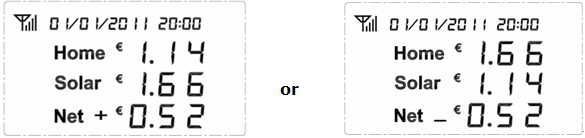 01/01/2011 20:00
Home € 1.14
Solar € 1.66
Net + € 0.52
or
01/01/2011 20:00
Home € 1.66
Solar € 1.14
Net - € 0.52